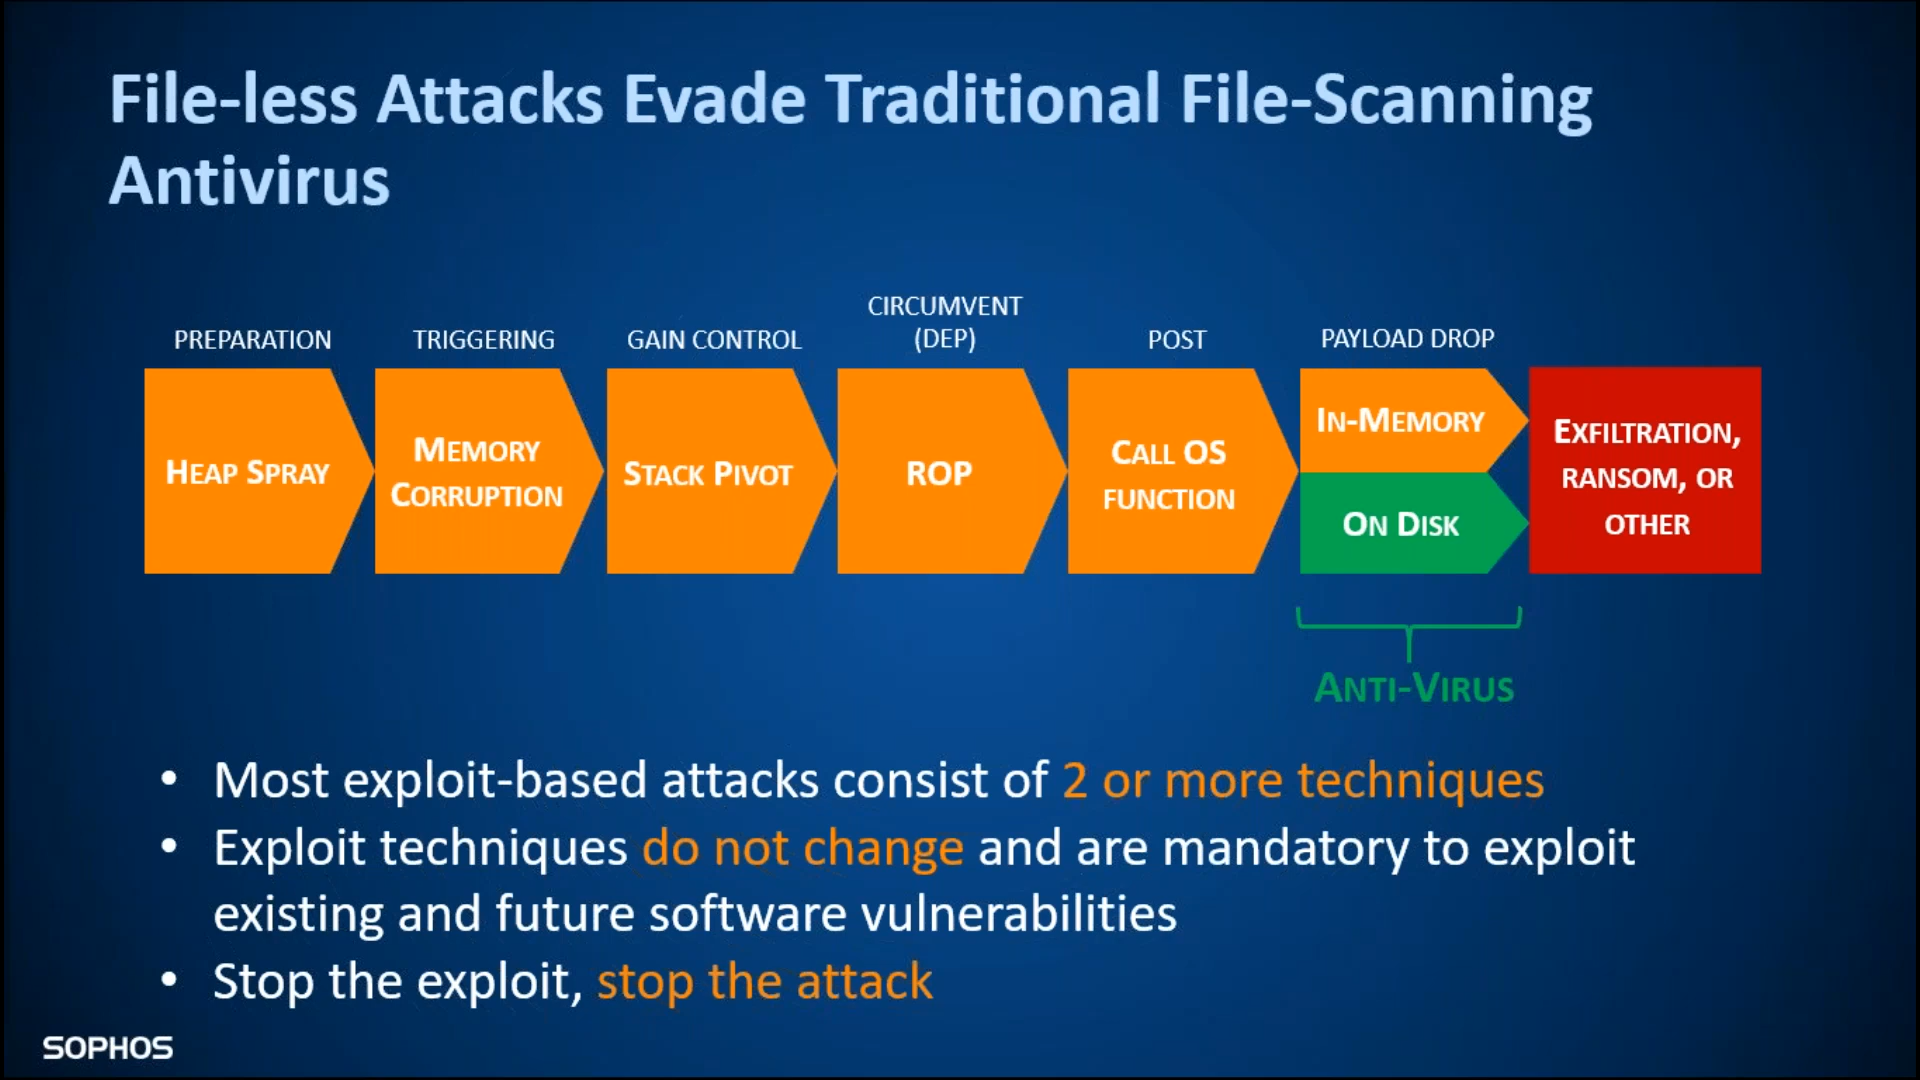 File-less Attacks Evade Traditional File-Scanning
Antivirus
PREPARATION
TRIGGERING
GAIN CONTROL
CIRCUMVENT
(DEP)
POST
PAYLOAD DROP
HEAP SPRAY
MEMORY
CORRUPTION
STACK PIVOT
ROP
CALL OS
FUNCTION
IN-MEMORY
ON DISK
EXFILTRATION,
RANSOM, OR
OTHER
ANTI-VIRUS
• Most exploit-based attacks consist of 2 or more techniques
• Exploit techniques do not change and are mandatory to exploit
existing and future software vulnerabilities
• Stop the exploit, stop the attack
SOPHOS